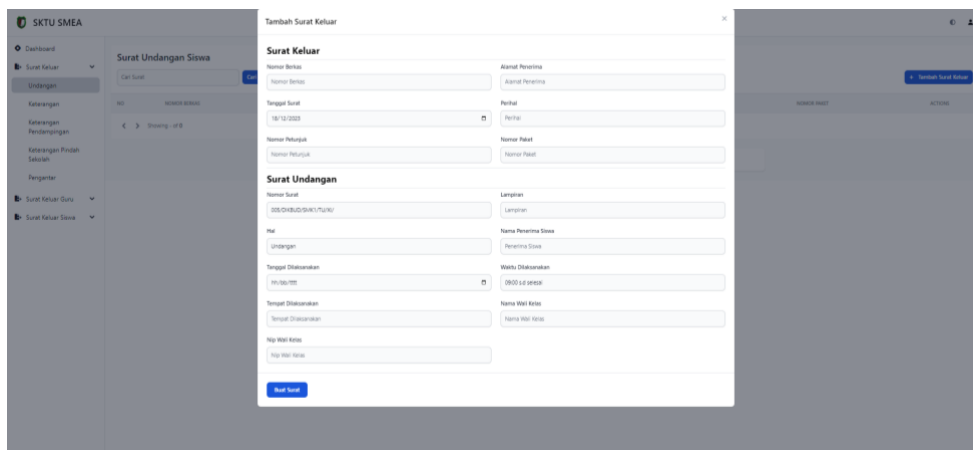 SKTU SMEA
Tambah Surat Keluar
Dashboard
Surat Keluar
Undangan
Keterangan
Keterangan
Pendampingan
Keterangan Pindah
Sekolah
Pengantar
Surat Keluar Guru
Surat Keluar Siswa
Surat Undangan Siswa
Cari Surat
Cari
+ Tambah Surat Keluar
NO
NOMOR BERKAS
NOMOR PAKET
ACTIONS
Showing - of 0
Surat Keluar
Nomor Berkas
Alamat Penerima
Nomor Berkas
Alamat Penerima
Tanggal Surat
Perihal
18/12/2023
Perihal
Nomor Petunjuk
Nomor Paket
Nomor Petunjuk
Nomor Paket
Surat Undangan
Nomor Surat
Lampiran
Lampiran
Hal
Nama Penerima Siswa
Undangan
Penerima Siswa
Tanggal Dilaksanakan
Waktu Dilaksanakan
hh/bb/tttt
09:00 s.d selesai
Tempat Dilaksanakan
Nama Wali Kelas
Tempat Dilaksanakan
Nama Wali Kelas
Nip Wali Kelas
Nip Wali Kelas
Buat Surat